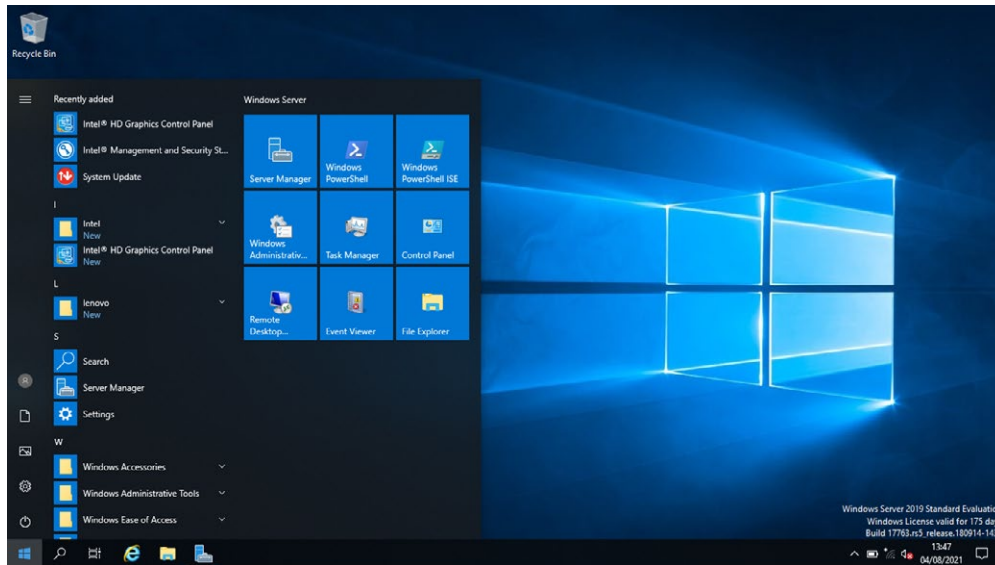 Recycle Bin
Recently added
Intel® HD Graphics Control Panel
Intel® Management and Security St...
System Update
I
Intel
New
Intel® HD Graphics Control Panel
New
L
lenovo
New
S
Search
Server Manager
Settings
W
Windows Accessories
Windows Administrative Tools
Windows Ease of Access
Windows Server
Server Manager
Windows
PowerShell
Windows
PowerShell ISE
Windows
Administrativ...
Task Manager
Control Panel
Remote
Desktop...
Event Viewer
File Explorer
Windows Server 2019 Standard Evaluatio
Windows License valid for 175 da
Build 17763.rs5_release.180914-14
13:47
04/08/2021